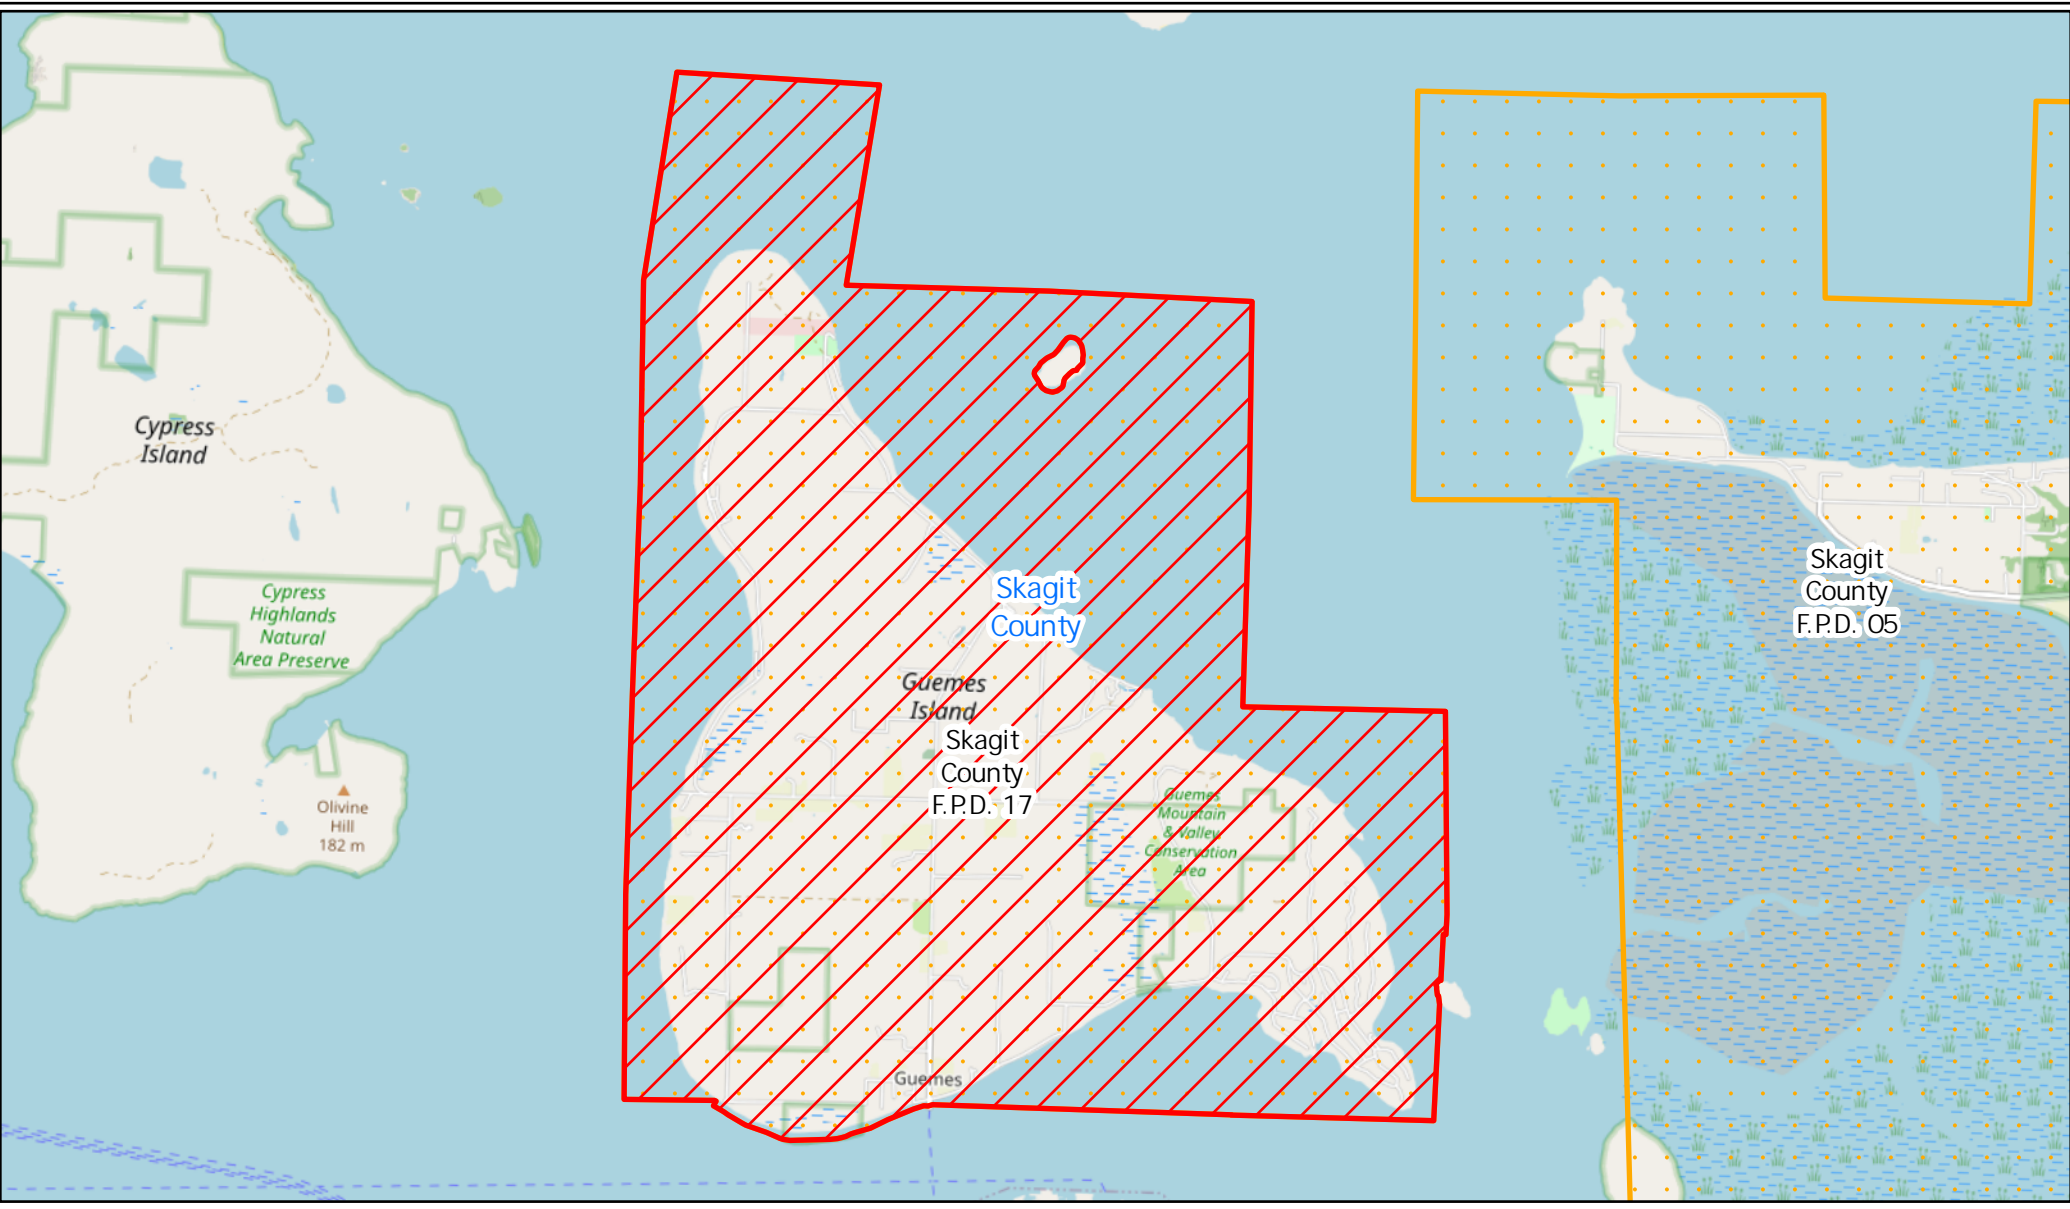 Cypress
Island
Cypress
Highlands
Natural
Area Preserve
Olivine
Hill
182 m
Skagit
County
Guemes
Island
Skagit
County
F.P.D. 17
Guemes
Mountain
& Valley
Conservation
Area
Guemes
Skagit
County
F.P.D. 05